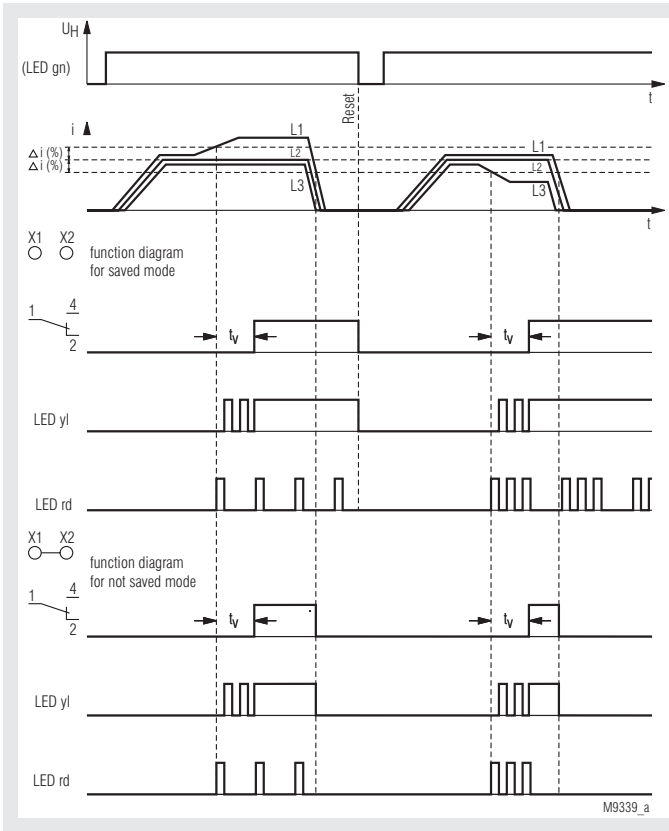 UH
(LED gn)
t
Reset
i
Δ i (%)
Δ i (%)
L1
L2
L3
L1
L2
L3
t
X1 X2
function diagram
for saved mode
1
4
2
tv
tv
LED yl
LED rd
X1 X2
function diagram
for not saved mode
1
4
2
tv
tv
LED yl
LED rd
M9339_a